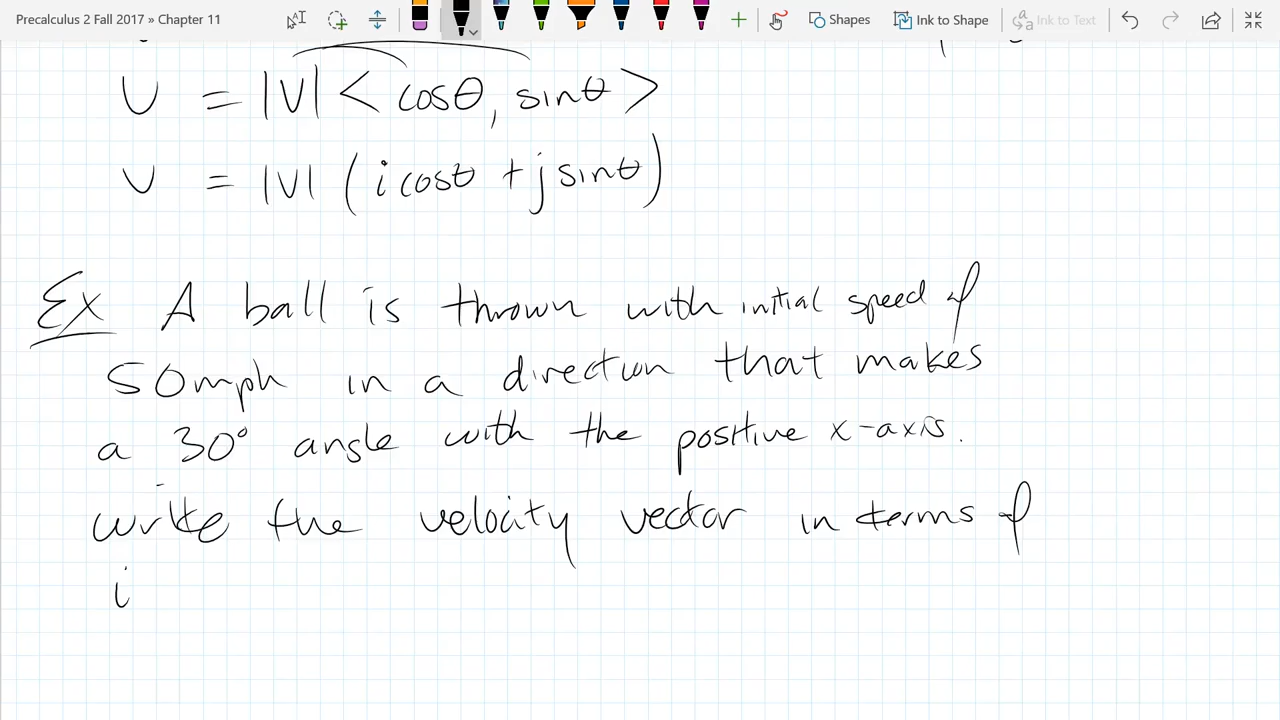 Precalculus 2 Fall 2017 » Chapter 11
Shapes
Ink to Shape
Ink to Text
V = |V| < cosθ, sinθ >
V = |V| (i cosθ + j sinθ)
Ex A ball is thrown with initial speed of
50mph in a direction that makes
a 30° angle with the positive x-axis.
write the velocity vector in terms of
i